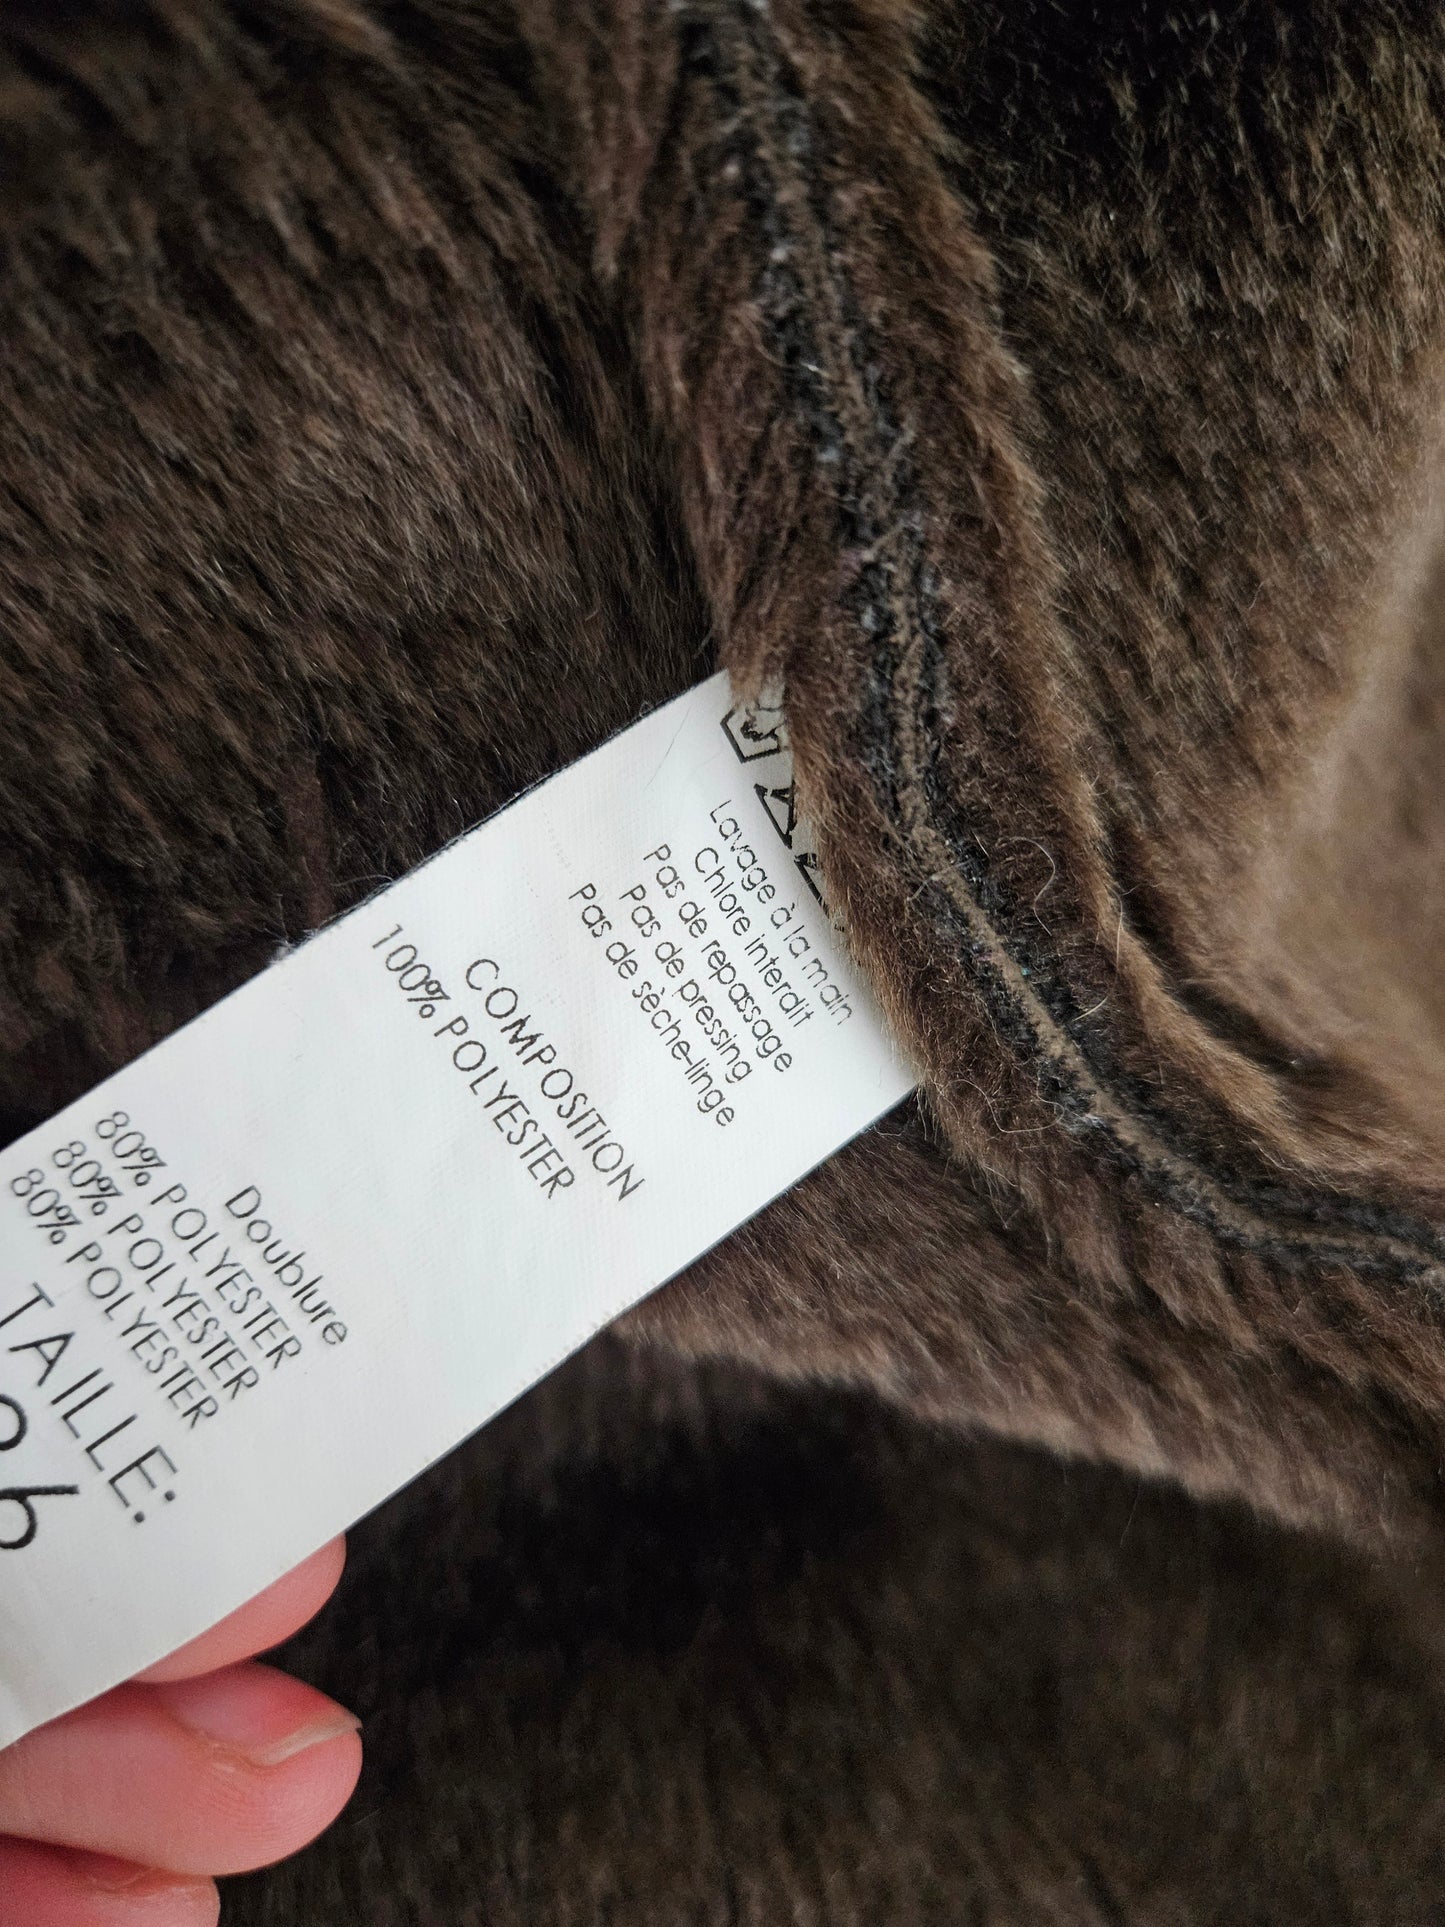 Lavage à la main
Chlore interdit
Pas de repassage
Pas de pressing
Pas de sèche-linge
COMPOSITION
100% POLYESTER
Doublure
80% POLYESTER
80% POLYESTER
80% POLYESTER
TAILLE: